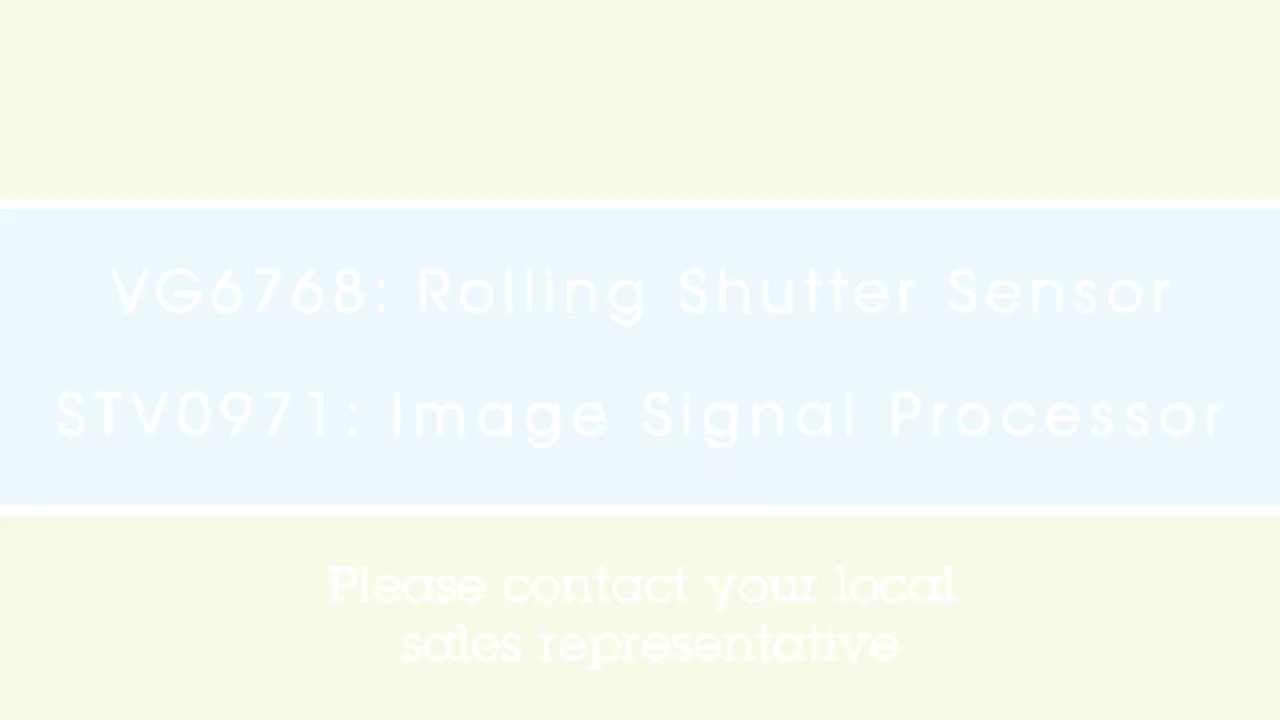 VG6768: Rolling Shutter Sensor
STV0971: Image Signal Processor
Please contact your local
sales representative